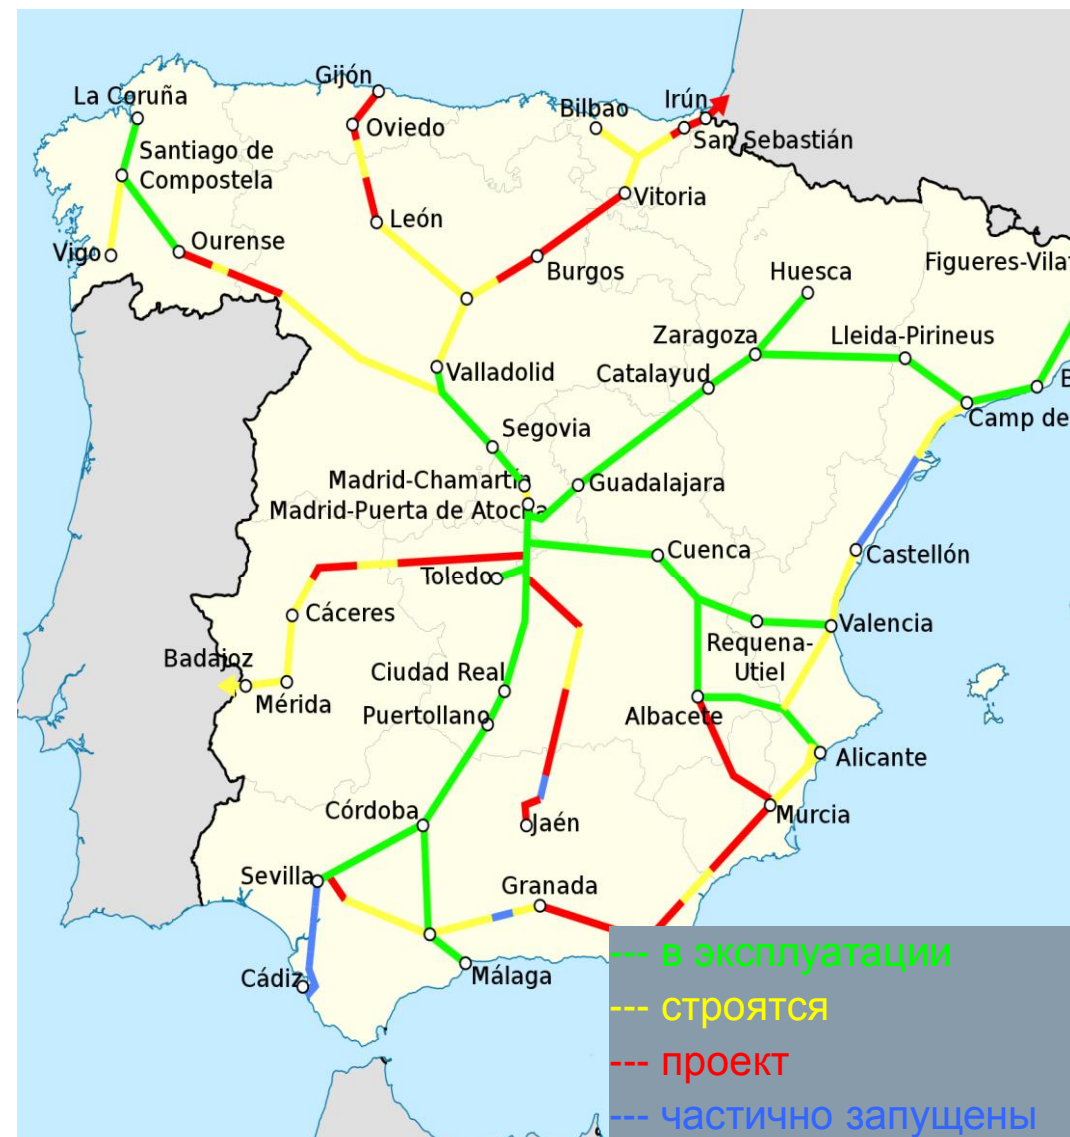 Gijón
La Coruña
Bilbao
Irún
Oviedo
San Sebastián
Santiago de
Compostela
Vitoria
León
Vigo
Ourense
Burgos
Huesca
Figueres-Vilaf
Zaragoza
Lleida-Pirineus
Valladolid
Catalayud
B
Camp de
Segovia
Madrid-Chamartín
Guadalajara
Madrid-Puerta de Atocha
Cuenca
Castellón
Toledo
Cáceres
Valencia
Requena-
Utiel
Badajoz
Ciudad Real
Mérida
Puertollano
Albacete
Alicante
Córdoba
Jaén
Murcia
Sevilla
Granada
Cádiz
Málaga
--- в эксплуатации
--- строятся
--- проект
--- частично запущены